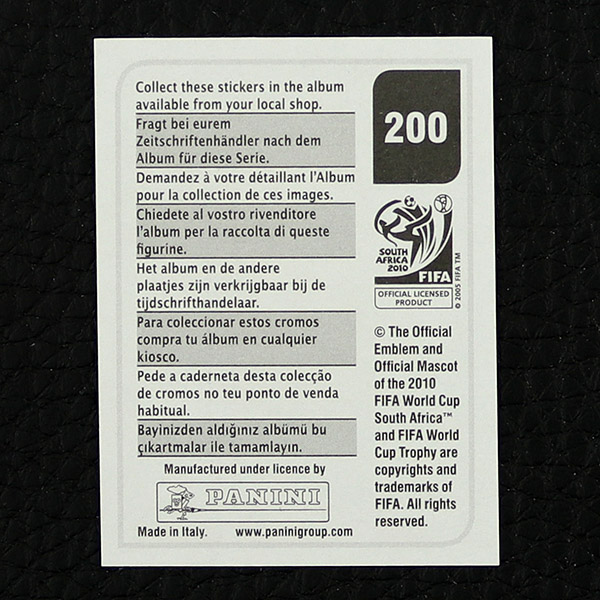 Collect these stickers in the album
available from your local shop.
Fragt bei eurem
Zeitschriftenhändler nach dem
Album für diese Serie.
Demandez à votre détaillant l'Album
pour la collection de ces images.
Chiedete al vostro rivenditore
l'album per la raccolta di queste
figurine.
Het album en de andere
plaatjes zijn verkrijgbaar bij de
tijdschrifthandelaar.
Para coleccionar estos cromos
compra tu álbum en cualquier
kiosco.
Pede a caderneta desta colecção
de cromos no teu ponto de venda
habitual.
Bayinizden aldığınız albümü bu
çıkartmalar ile tamamlayın.
Manufactured under licence by
PANINI
Made in Italy. www.paninigroup.com
200
SOUTH
AFRICA
2010
FIFA
OFFICIAL LICENSED
PRODUCT
© 2005 FIFA TM
© The Official
Emblem and
Official Mascot
of the 2010
FIFA World Cup
South Africa™
and FIFA World
Cup Trophy are
copyrights and
trademarks of
FIFA. All rights
reserved.